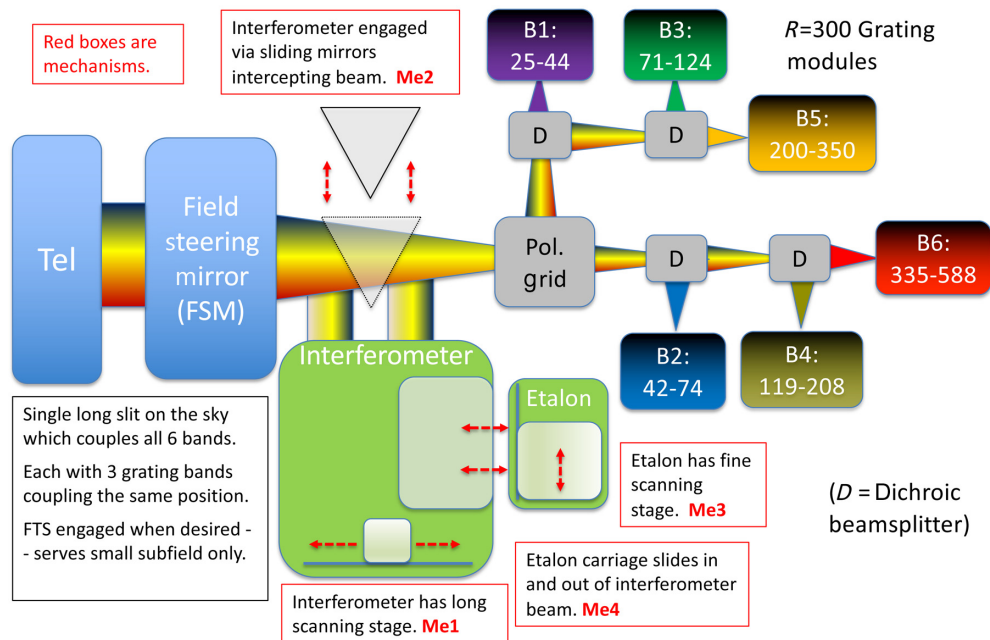 Red boxes are
mechanisms.
Interferometer engaged
via sliding mirrors
intercepting beam. Me2
B1:
25-44
B3:
71-124
R=300 Grating
modules
D
D
B5:
200-350
Tel
Field
steering
mirror
(FSM)
Pol.
grid
D
D
B6:
335-588
B2:
42-74
B4:
119-208
Interferometer
Etalon
Single long slit on the sky
which couples all 6 bands.
Each with 3 grating bands
coupling the same position.
FTS engaged when desired -
- serves small subfield only.
Etalon has fine
scanning
stage. Me3
(D = Dichroic
beamsplitter)
Etalon carriage slides in
and out of interferometer
beam. Me4
Interferometer has long
scanning stage. Me1